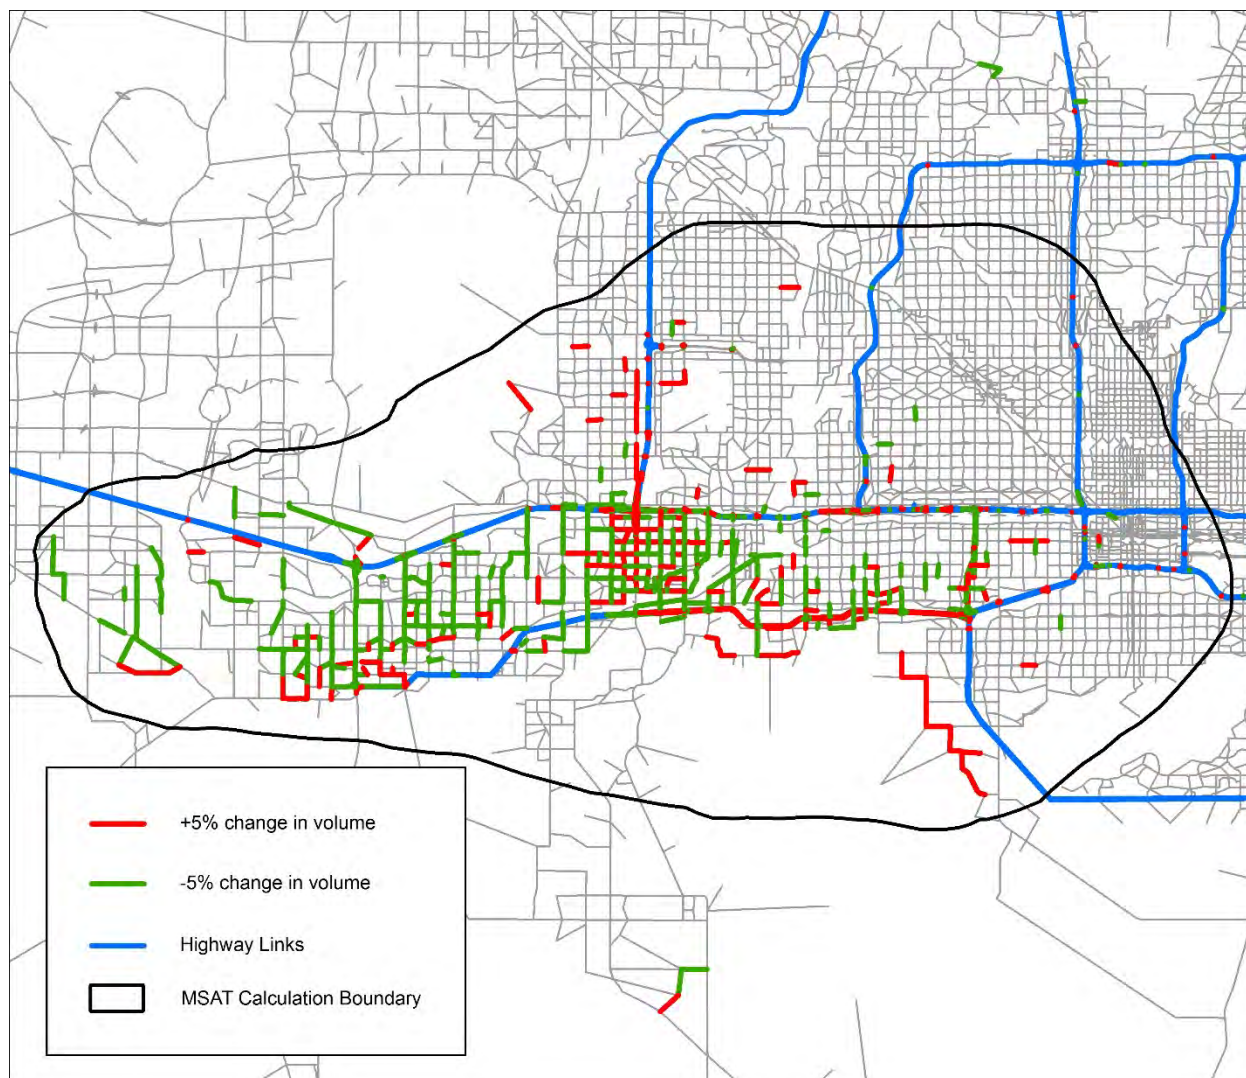 +5% change in volume
-5% change in volume
Highway Links
MSAT Calculation Boundary